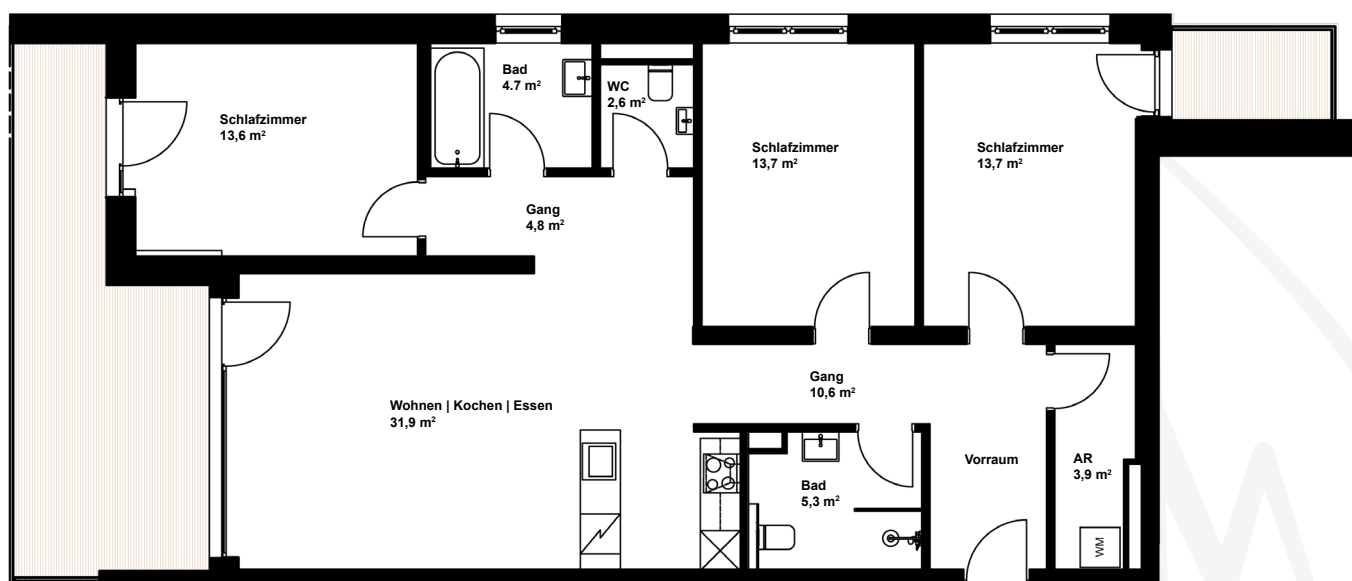 Bad
4.7 m²
WC
2,6 m²
Schlafzimmer
13,6 m²
Schlafzimmer
13,7 m²
Schlafzimmer
13,7 m²
Gang
4,8 m²
Gang
10,6 m²
Wohnen | Kochen | Essen
31,9 m²
Vorraum
AR
3,9 m²
Bad
5,3 m²
WM